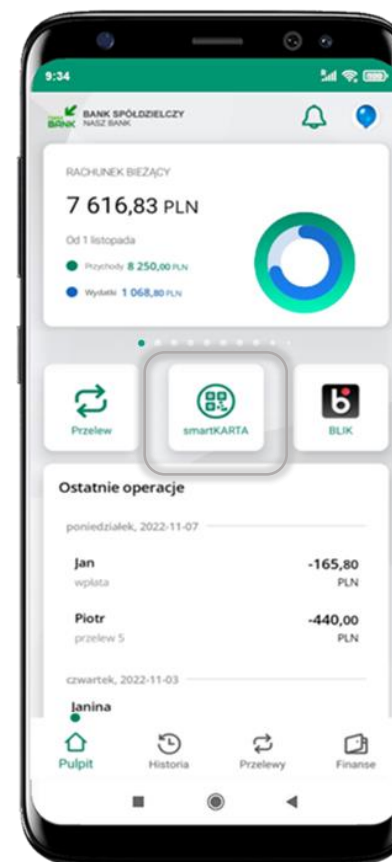 9:34
NASZ BANK
BANK SPÓŁDZIELCZY
NASZ BANK
RACHUNEK BIEŻĄCY
7 616,83 PLN
Od 1 listopada
Przychody 8 250,00 PLN
Wydatki 1 068,80 PLN
Przelew
smartKARTA
BLIK
Ostatnie operacje
poniedziałek, 2022-11-07
Jan -165,80
wpłata PLN
Piotr -440,00
przelew 5 PLN
czwartek, 2022-11-03
Janina
Pulpit Historia Przelewy Finanse